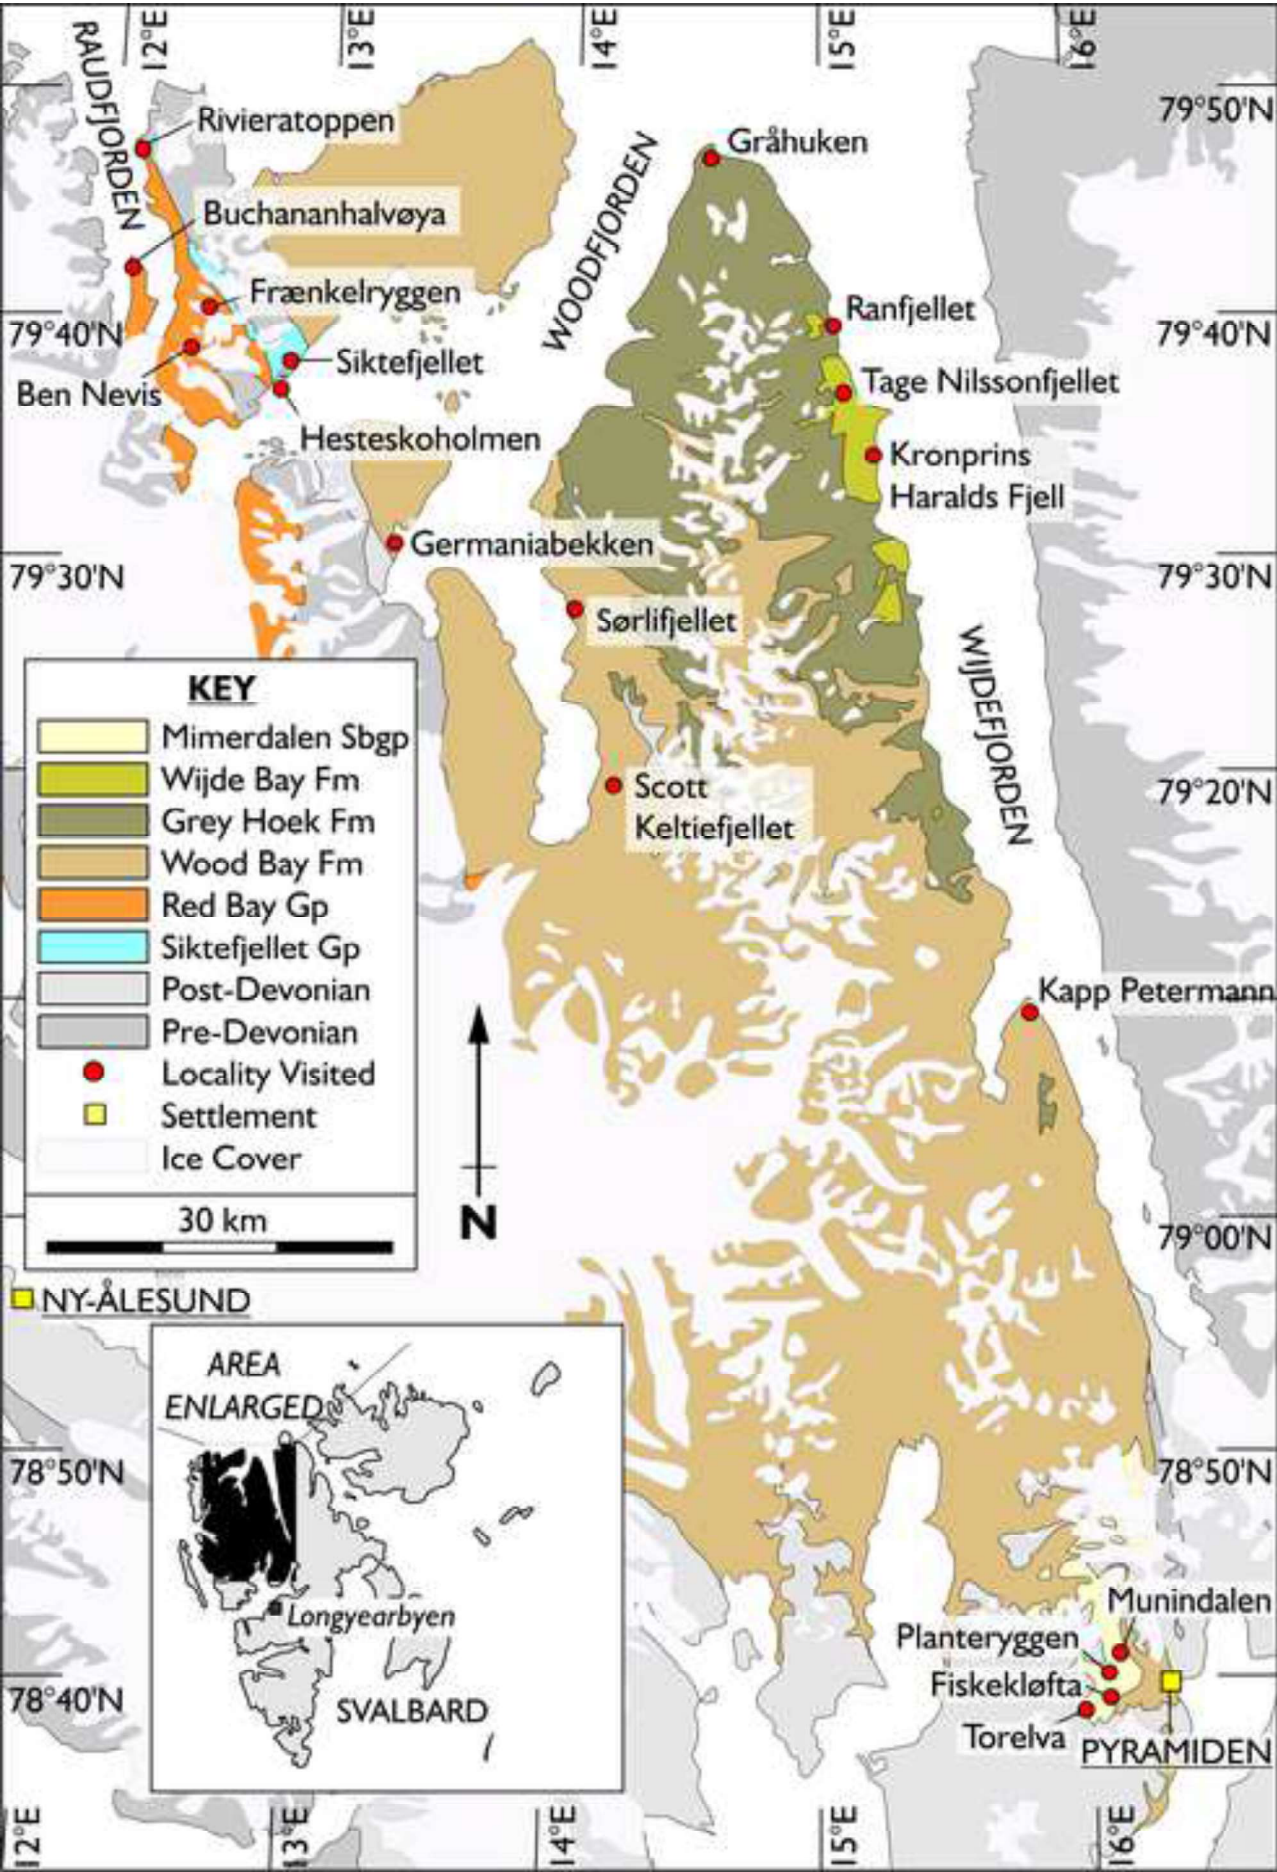 12°E
13°E
14°E
15°E
16°E
RAUDFJORDEN
79°50'N
Rivieratoppen
Gråhuken
WOODFJORDEN
Buchananhalvøya
Frænkelryggen
Ranfjellet
79°40'N
79°40'N
Siktefjellet
Ben Nevis
Tage Nilssonfjellet
Hesteskoholmen
Kronprins
Haralds Fjell
Germaniabekken
79°30'N
79°30'N
Sørlifjellet
WIJDEFJORDEN
KEY
Mimerdalen Sbgp
Wijde Bay Fm
Grey Hoek Fm
Wood Bay Fm
Red Bay Gp
Siktefjellet Gp
Post-Devonian
Pre-Devonian
Locality Visited
Settlement
Ice Cover
30 km
Scott
Keltiefjellet
79°20'N
Kapp Petermann
N
79°00'N
NY-ÅLESUND
AREA
ENLARGED
Longyearbyen
SVALBARD
78°50'N
78°50'N
Munindalen
Planteryggen
Fiskekløfta
Torelva
PYRAMIDEN
78°40'N
12°E
13°E
14°E
15°E
16°E